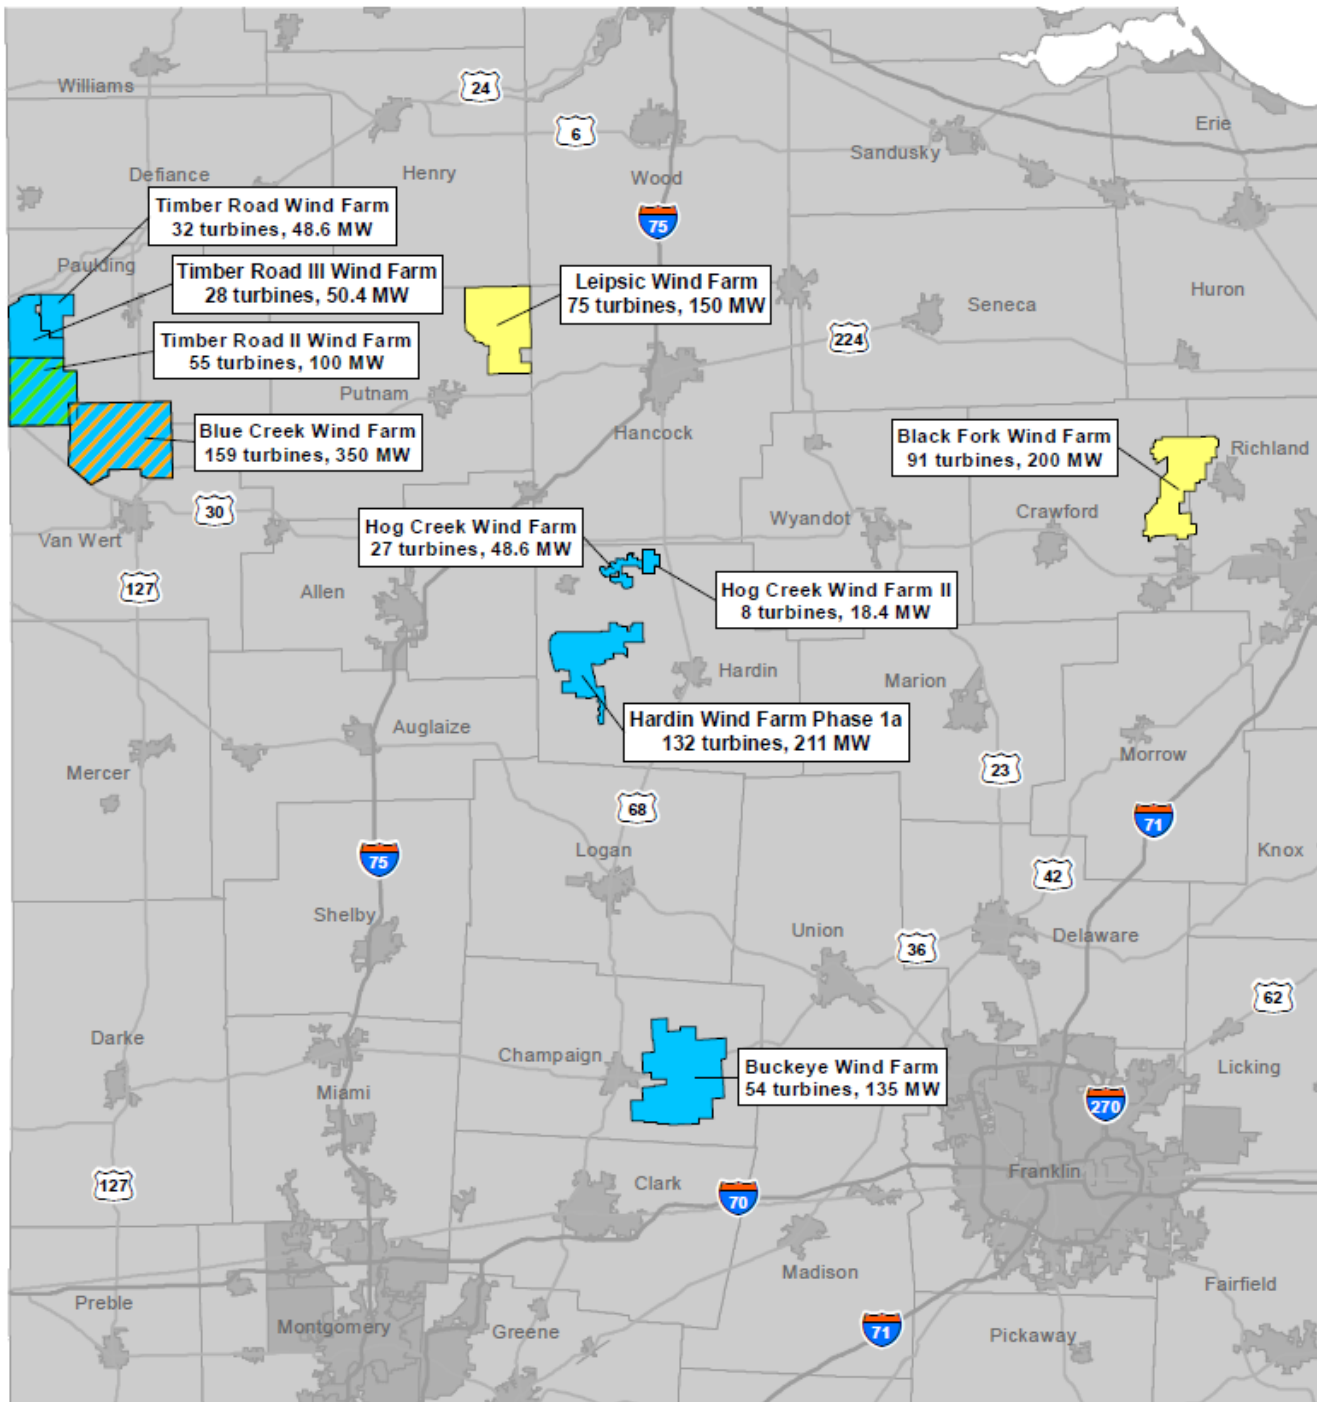 Williams
24
6
Erie
Sandusky
Defiance
Henry
Wood
Timber Road Wind Farm
32 turbines, 48.6 MW
75
Paulding
Timber Road III Wind Farm
28 turbines, 50.4 MW
Leipsic Wind Farm
75 turbines, 150 MW
Huron
Seneca
224
Timber Road II Wind Farm
55 turbines, 100 MW
Putnam
Blue Creek Wind Farm
159 turbines, 350 MW
Hancock
Black Fork Wind Farm
91 turbines, 200 MW
Richland
30
Van Wert
Hog Creek Wind Farm
27 turbines, 48.6 MW
Wyandot
Crawford
127
Allen
Hog Creek Wind Farm II
8 turbines, 18.4 MW
Hardin
Marion
Hardin Wind Farm Phase 1a
132 turbines, 211 MW
Auglaize
Mercer
Morrow
23
68
71
75
Logan
Knox
42
Shelby
Union
36
Delaware
62
Darke
Champaign
Buckeye Wind Farm
54 turbines, 135 MW
Licking
Miami
270
127
Clark
70
Franklin
Madison
Fairfield
Preble
Montgomery
Greene
71
Pickaway